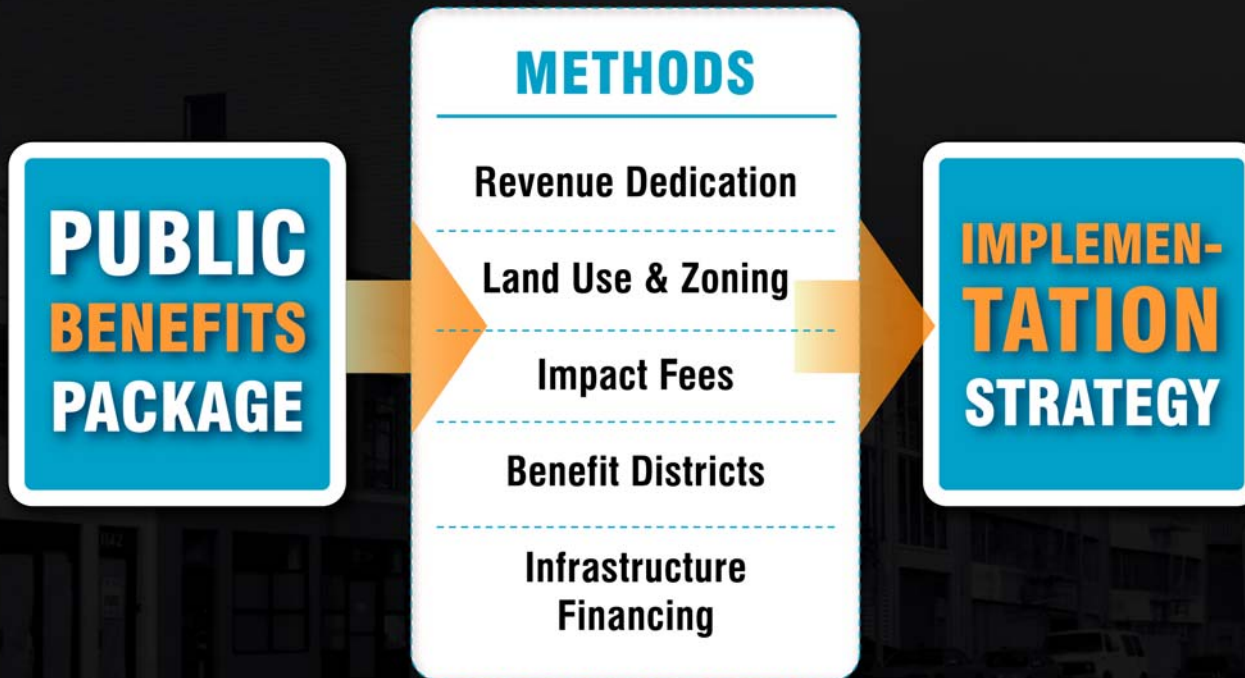 PUBLIC
BENEFITS
PACKAGE
METHODS
Revenue Dedication
Land Use & Zoning
Impact Fees
Benefit Districts
Infrastructure
Financing
IMPLEMEN-
TATION
STRATEGY